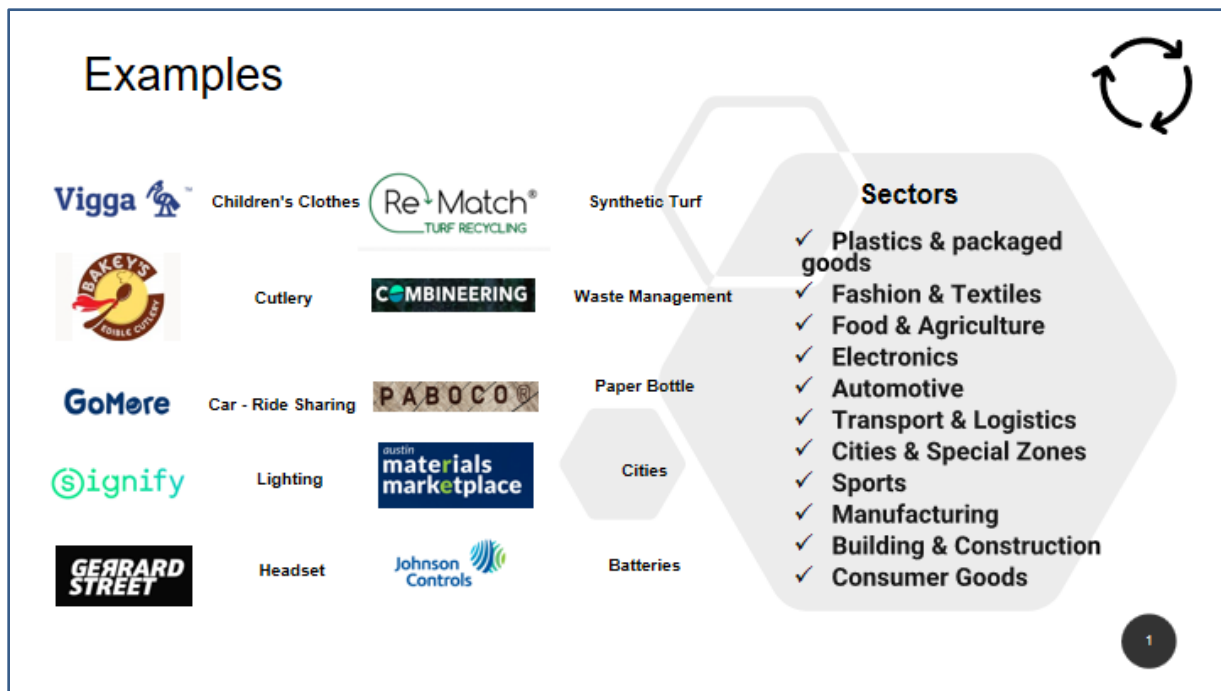 Examples
Vigga ™
Children's Clothes
Re Match®
TURF RECYCLING
Synthetic Turf
BAKEY'S
EDIBLE CUTLERY
Cutlery
COMBINEERING
Waste Management
GoMore
Car - Ride Sharing
PABOCO®
Paper Bottle
Signify
Lighting
austin
materials
marketplace
Cities
GERRARD
STREET
Headset
Johnson
Controls
Batteries
Sectors
✓ Plastics & packaged
goods
✓ Fashion & Textiles
✓ Food & Agriculture
✓ Electronics
✓ Automotive
✓ Transport & Logistics
✓ Cities & Special Zones
✓ Sports
✓ Manufacturing
✓ Building & Construction
✓ Consumer Goods
1